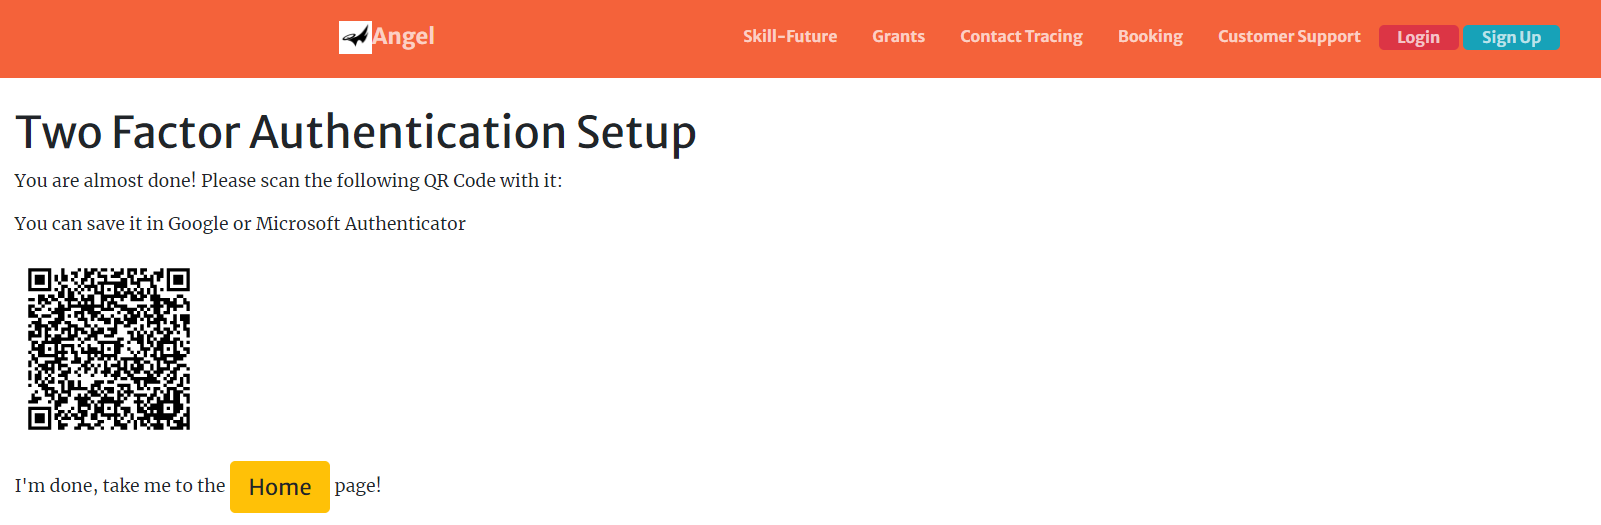 Angel Skill-Future Grants Contact Tracing Booking Customer Support Login Sign Up
Two Factor Authentication Setup
You are almost done! Please scan the following QR Code with it:
You can save it in Google or Microsoft Authenticator
I'm done, take me to the Home page!